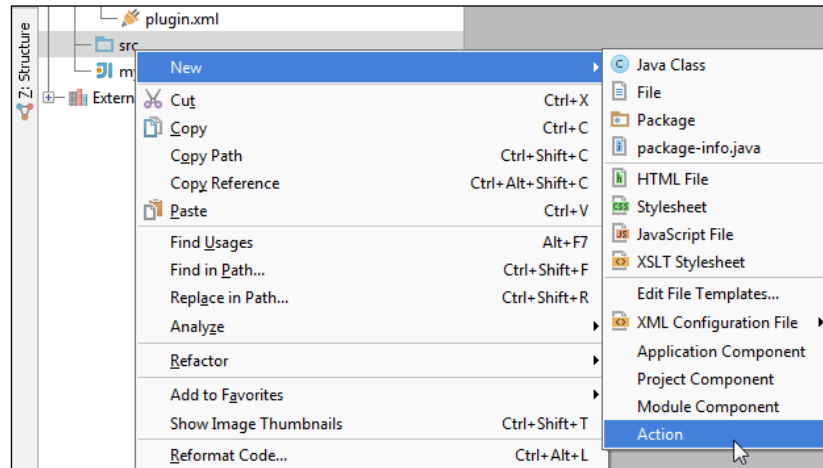 plugin.xml
Z: Structure
src
m
Extern
New
Cut Ctrl+X
Copy Ctrl+C
Copy Path Ctrl+Shift+C
Copy Reference Ctrl+Alt+Shift+C
Paste Ctrl+V
Find Usages Alt+F7
Find in Path... Ctrl+Shift+F
Replace in Path... Ctrl+Shift+R
Analyze
Refactor
Add to Favorites
Show Image Thumbnails Ctrl+Shift+T
Reformat Code... Ctrl+Alt+L
Java Class
File
Package
package-info.java
HTML File
Stylesheet
JavaScript File
XSLT Stylesheet
Edit File Templates...
XML Configuration File
Application Component
Project Component
Module Component
Action